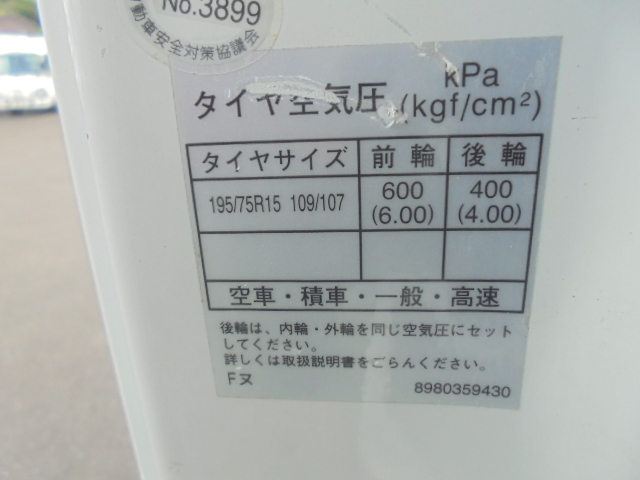 No.3899
動車安全対策協議会
タイヤ空気圧 kPa (kgf/cm²)
タイヤサイズ 前輪 後輪
195/75R15 109/107 600 (6.00) 400 (4.00)
空車・積車・一般・高速
後輪は、内輪・外輪を同じ空気圧にセット
してください。
詳しくは取扱説明書をごらんください。
Fヌ 8980359430